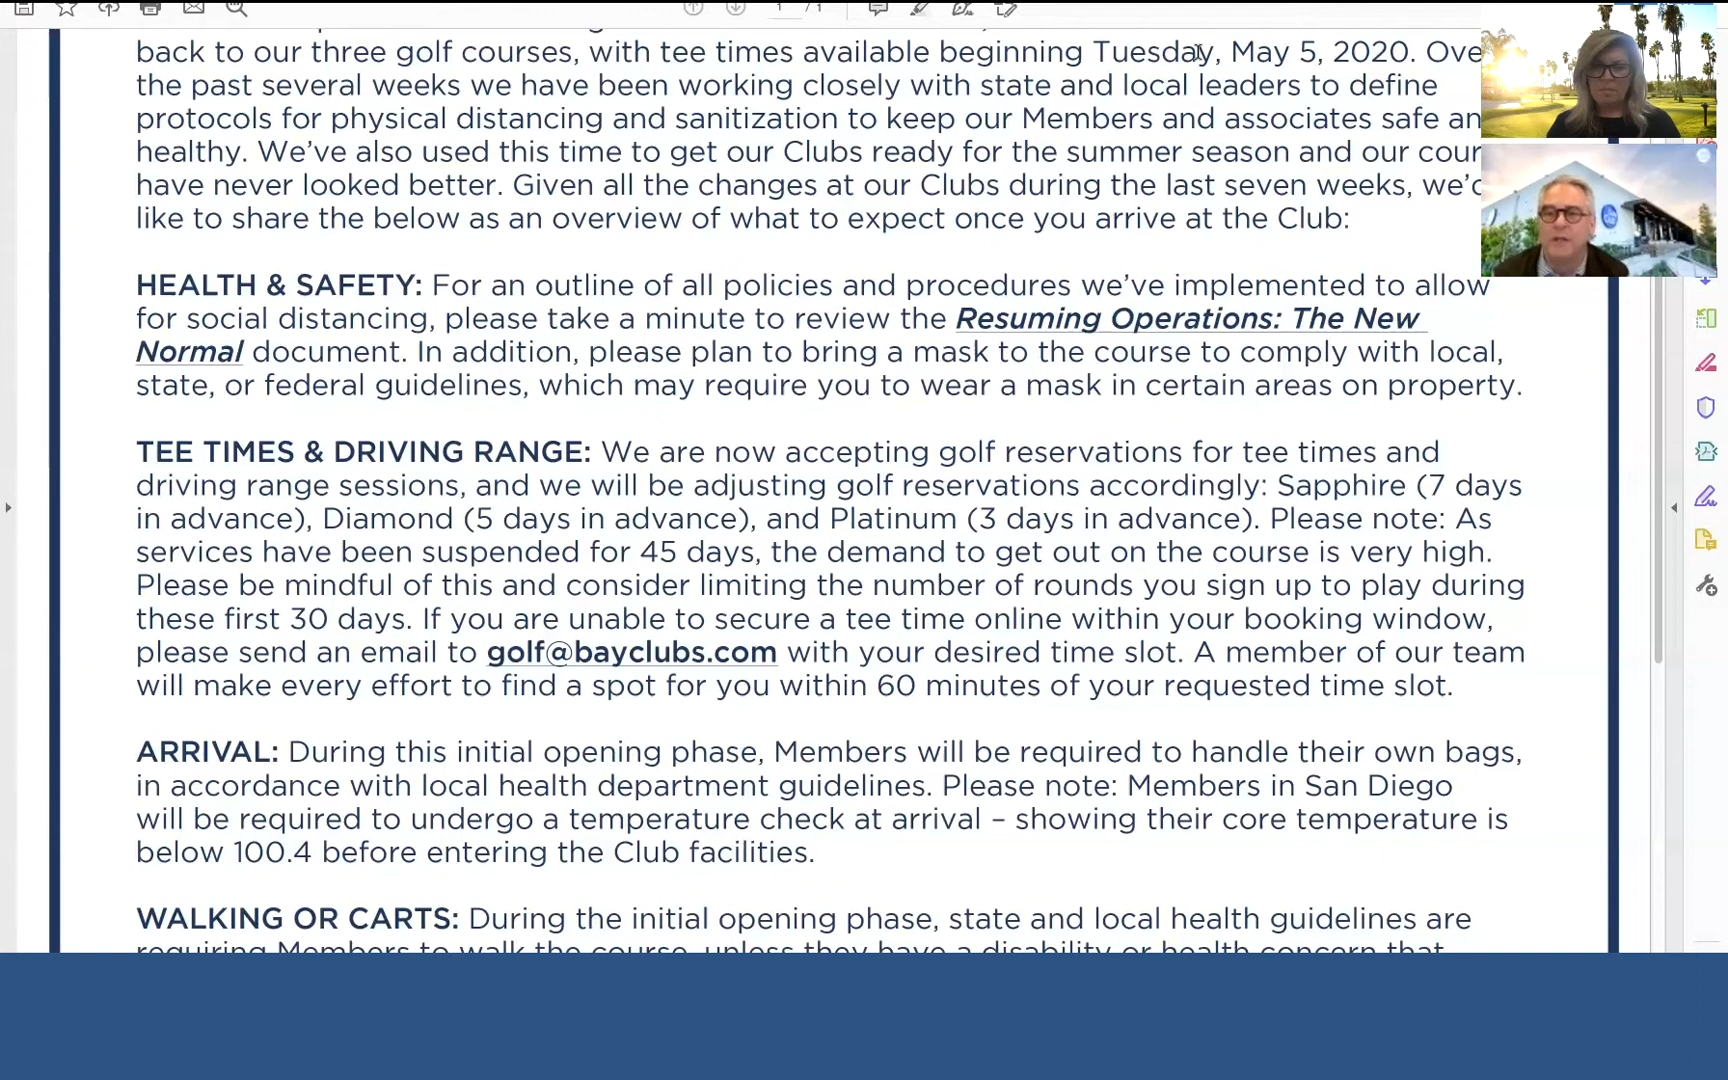 1 / 1
back to our three golf courses, with tee times available beginning Tuesday, May 5, 2020. Ove
the past several weeks we have been working closely with state and local leaders to define
protocols for physical distancing and sanitization to keep our Members and associates safe an
healthy. We've also used this time to get our Clubs ready for the summer season and our cour
have never looked better. Given all the changes at our Clubs during the last seven weeks, we'd
like to share the below as an overview of what to expect once you arrive at the Club:
HEALTH & SAFETY: For an outline of all policies and procedures we've implemented to allow
for social distancing, please take a minute to review the Resuming Operations: The New
Normal document. In addition, please plan to bring a mask to the course to comply with local,
state, or federal guidelines, which may require you to wear a mask in certain areas on property.
TEE TIMES & DRIVING RANGE: We are now accepting golf reservations for tee times and
driving range sessions, and we will be adjusting golf reservations accordingly: Sapphire (7 days
in advance), Diamond (5 days in advance), and Platinum (3 days in advance). Please note: As
services have been suspended for 45 days, the demand to get out on the course is very high.
Please be mindful of this and consider limiting the number of rounds you sign up to play during
these first 30 days. If you are unable to secure a tee time online within your booking window,
please send an email to golf@bayclubs.com with your desired time slot. A member of our team
will make every effort to find a spot for you within 60 minutes of your requested time slot.
ARRIVAL: During this initial opening phase, Members will be required to handle their own bags,
in accordance with local health department guidelines. Please note: Members in San Diego
will be required to undergo a temperature check at arrival – showing their core temperature is
below 100.4 before entering the Club facilities.
WALKING OR CARTS: During the initial opening phase, state and local health guidelines are
requiring Members to walk the course, unless they have a disability or health concern that